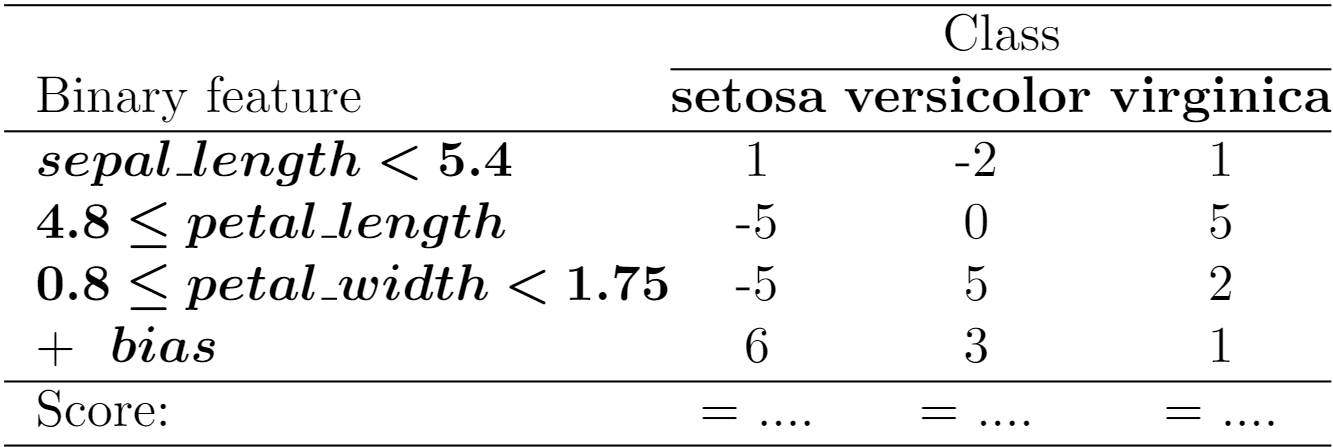 Class
Binary feature setosa versicolor virginica
sepal_length < 5.4 1 -2 1
4.8 ≤ petal_length -5 0 5
0.8 ≤ petal_width < 1.75 -5 5 2
+ bias 6 3 1
Score: = .... = .... = ....